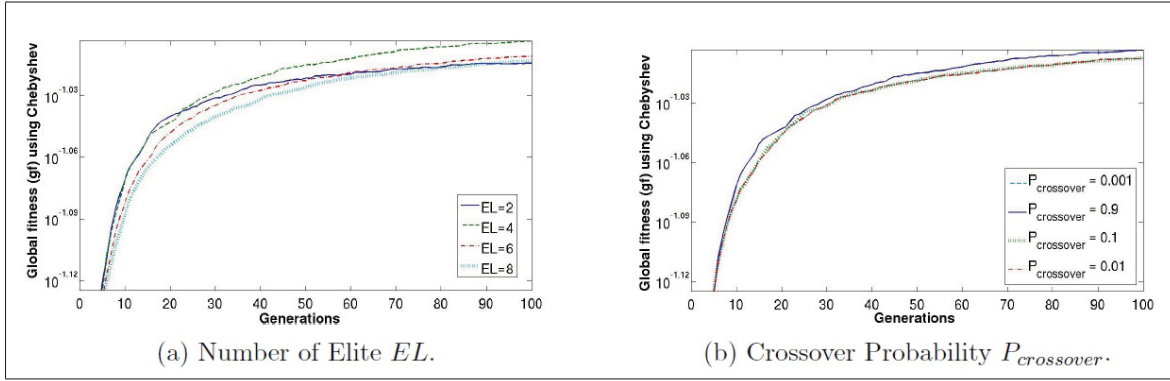 Global fitness (gf) using Chebyshev
10^-1.03
10^-1.06
10^-1.09
10^-1.12
EL=2
EL=4
EL=6
EL=8
10 20 30 40 50 60 70 80 90 100
Generations
(a) Number of Elite EL.
Global fitness (gf) using Chebyshev
10^-1.03
10^-1.06
10^-1.09
10^-1.12
P_crossover = 0.001
P_crossover = 0.9
P_crossover = 0.1
P_crossover = 0.01
10 20 30 40 50 60 70 80 90 100
Generations
(b) Crossover Probability P_crossover.